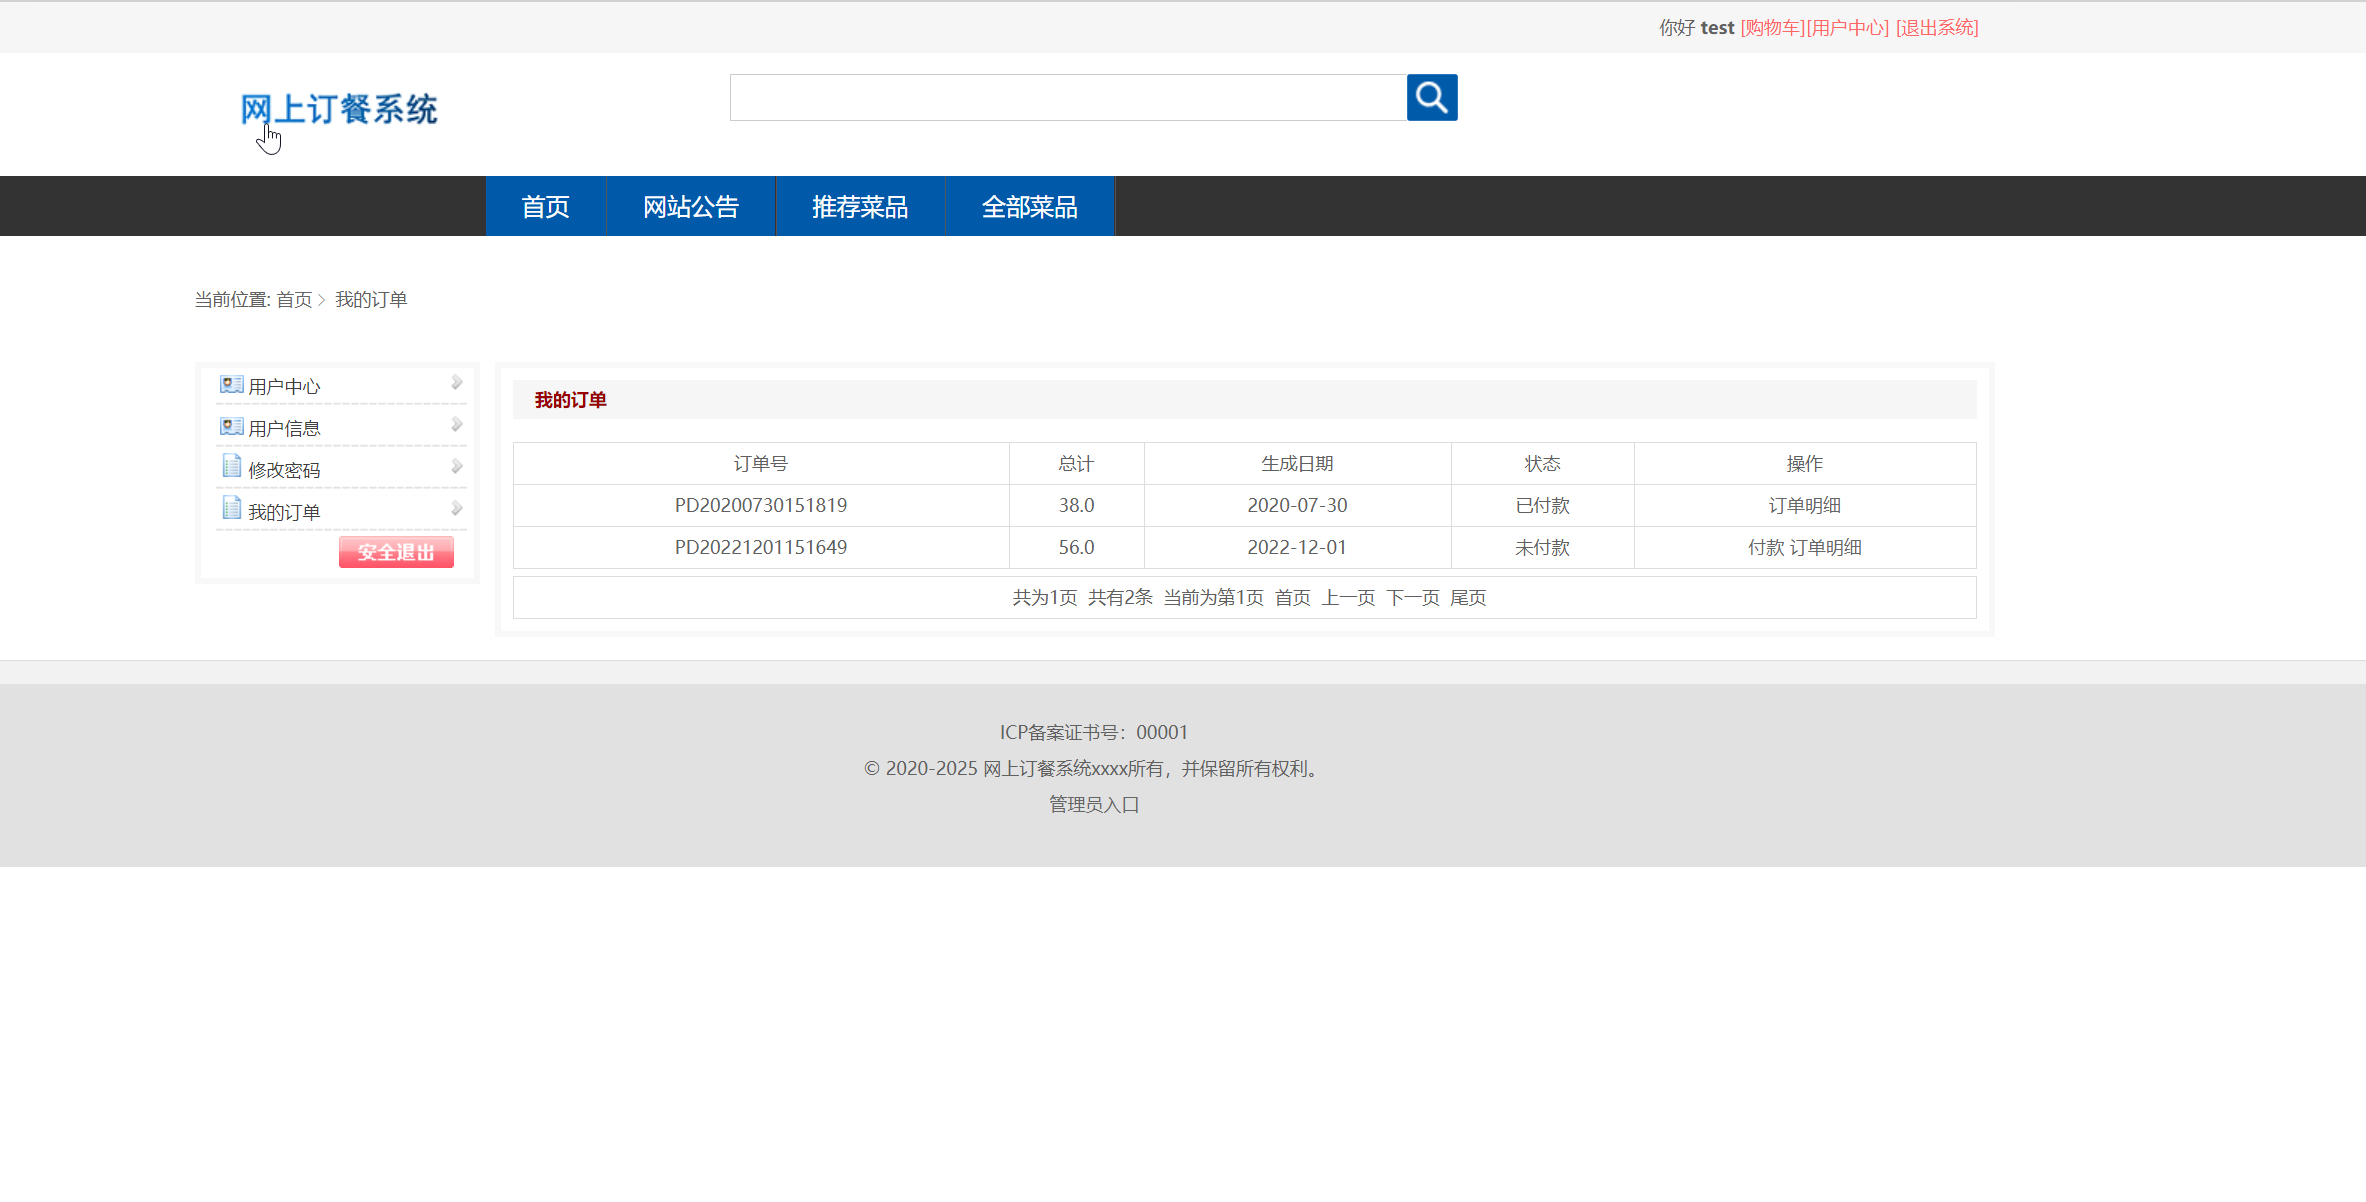 你好 test [购物车][用户中心] [退出系统]
网上订餐系统
首页 网站公告 推荐菜品 全部菜品
当前位置: 首页 > 我的订单
用户中心
用户信息
修改密码
我的订单
安全退出
我的订单
订单号 总计 生成日期 状态 操作
PD20200730151819 38.0 2020-07-30 已付款 订单明细
PD20221201151649 56.0 2022-12-01 未付款 付款 订单明细
共为1页 共有2条 当前为第1页 首页 上一页 下一页 尾页
ICP备案证书号：00001
© 2020-2025 网上订餐系统xxxx所有，并保留所有权利。
管理员入口